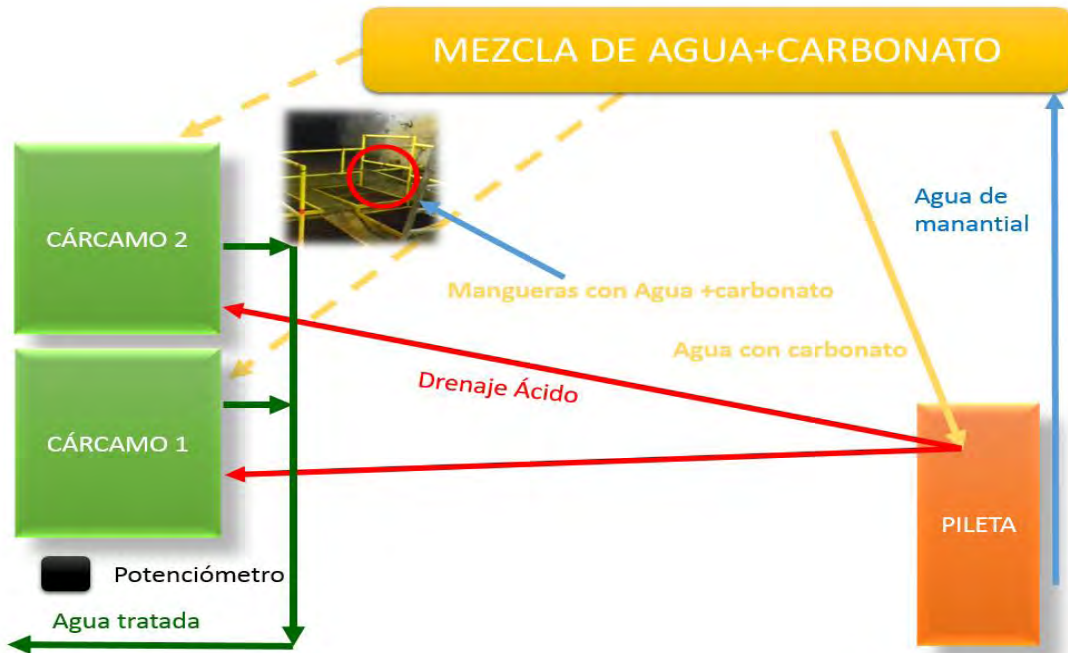 MEZCLA DE AGUA+CARBONATO
Agua de
manantial
CÁRCAMO 2
Mangueras con Agua +carbonato
Agua con carbonato
Drenaje Ácido
CÁRCAMO 1
PILETA
Potenciómetro
Agua tratada